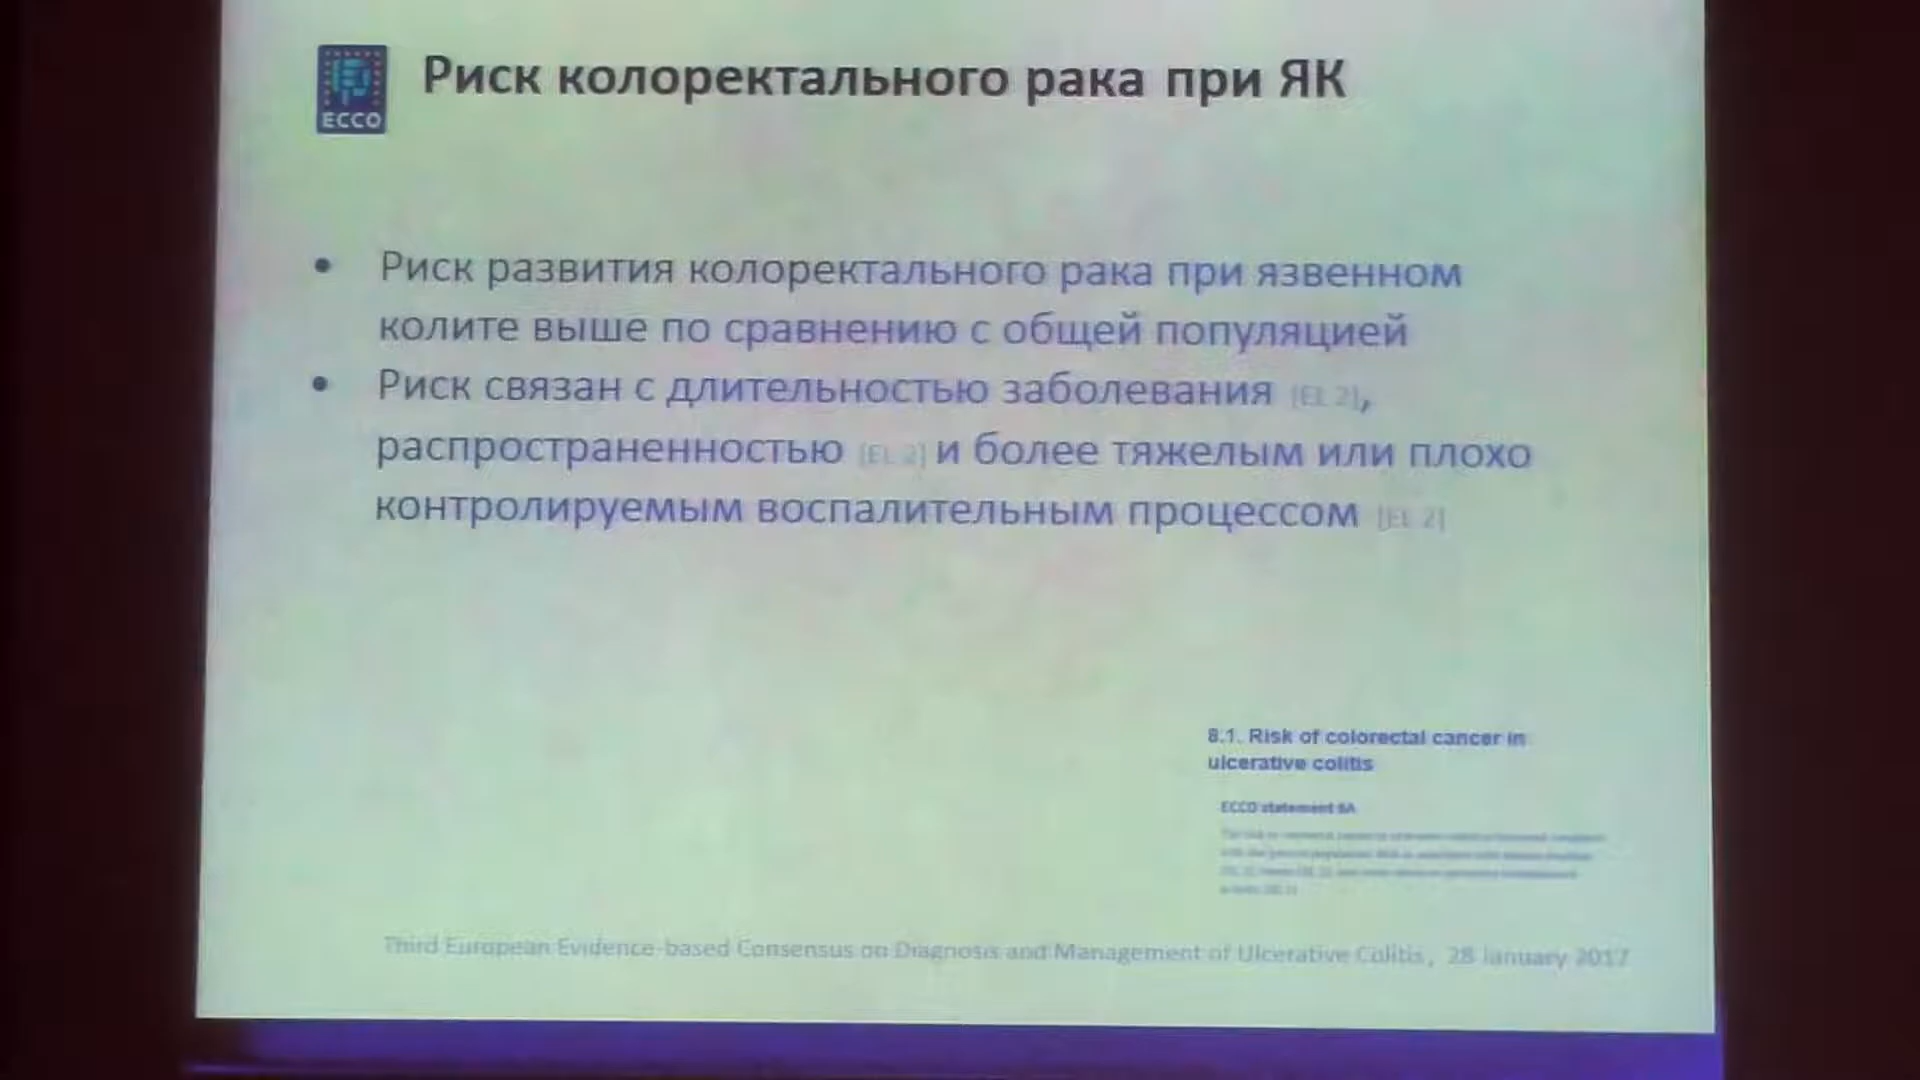 ECCO
Риск колоректального рака при ЯК
• Риск развития колоректального рака при язвенном
колите выше по сравнению с общей популяцией
• Риск связан с длительностью заболевания [EL 2],
распространенностью [EL 2] и более тяжелым или плохо
контролируемым воспалительным процессом [EL 2]
8.1. Risk of colorectal cancer in
ulcerative colitis
ECCO statement 8A
Third European Evidence-based Consensus on Diagnosis and Management of Ulcerative Colitis, 28 January 2017